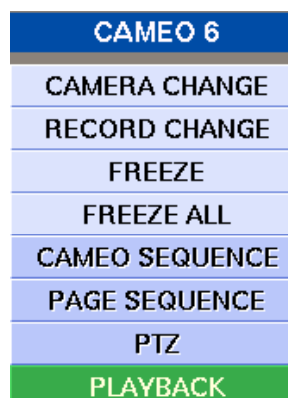 CAMEO 6
CAMERA CHANGE
RECORD CHANGE
FREEZE
FREEZE ALL
CAMEO SEQUENCE
PAGE SEQUENCE
PTZ
PLAYBACK